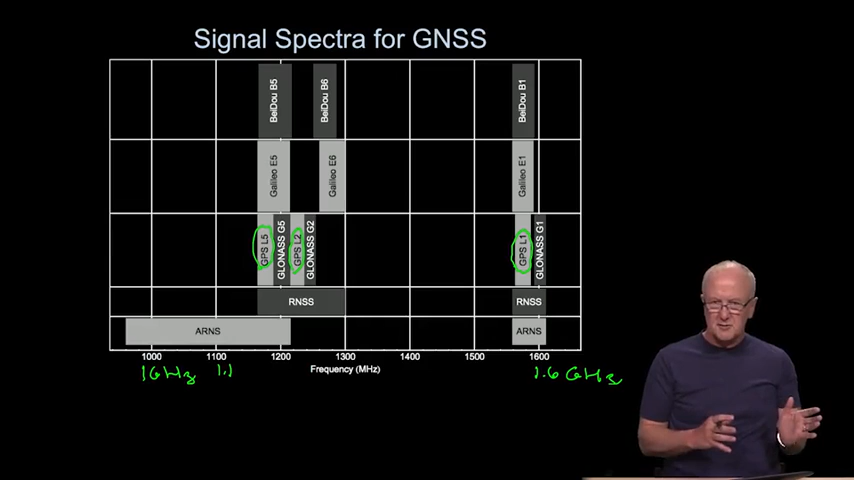 Signal Spectra for GNSS
BeiDou B5
BeiDou B6
BeiDou B1
Galileo E5
Galileo E6
Galileo E1
GPS L5
GLONASS G5
GPS L2
GLONASS G2
GPS L1
GLONASS G1
RNSS
RNSS
ARNS
ARNS
1000 1100 1200 1300 1400 1500 1600
Frequency (MHz)
1GHz 1.1 1.6 GHz